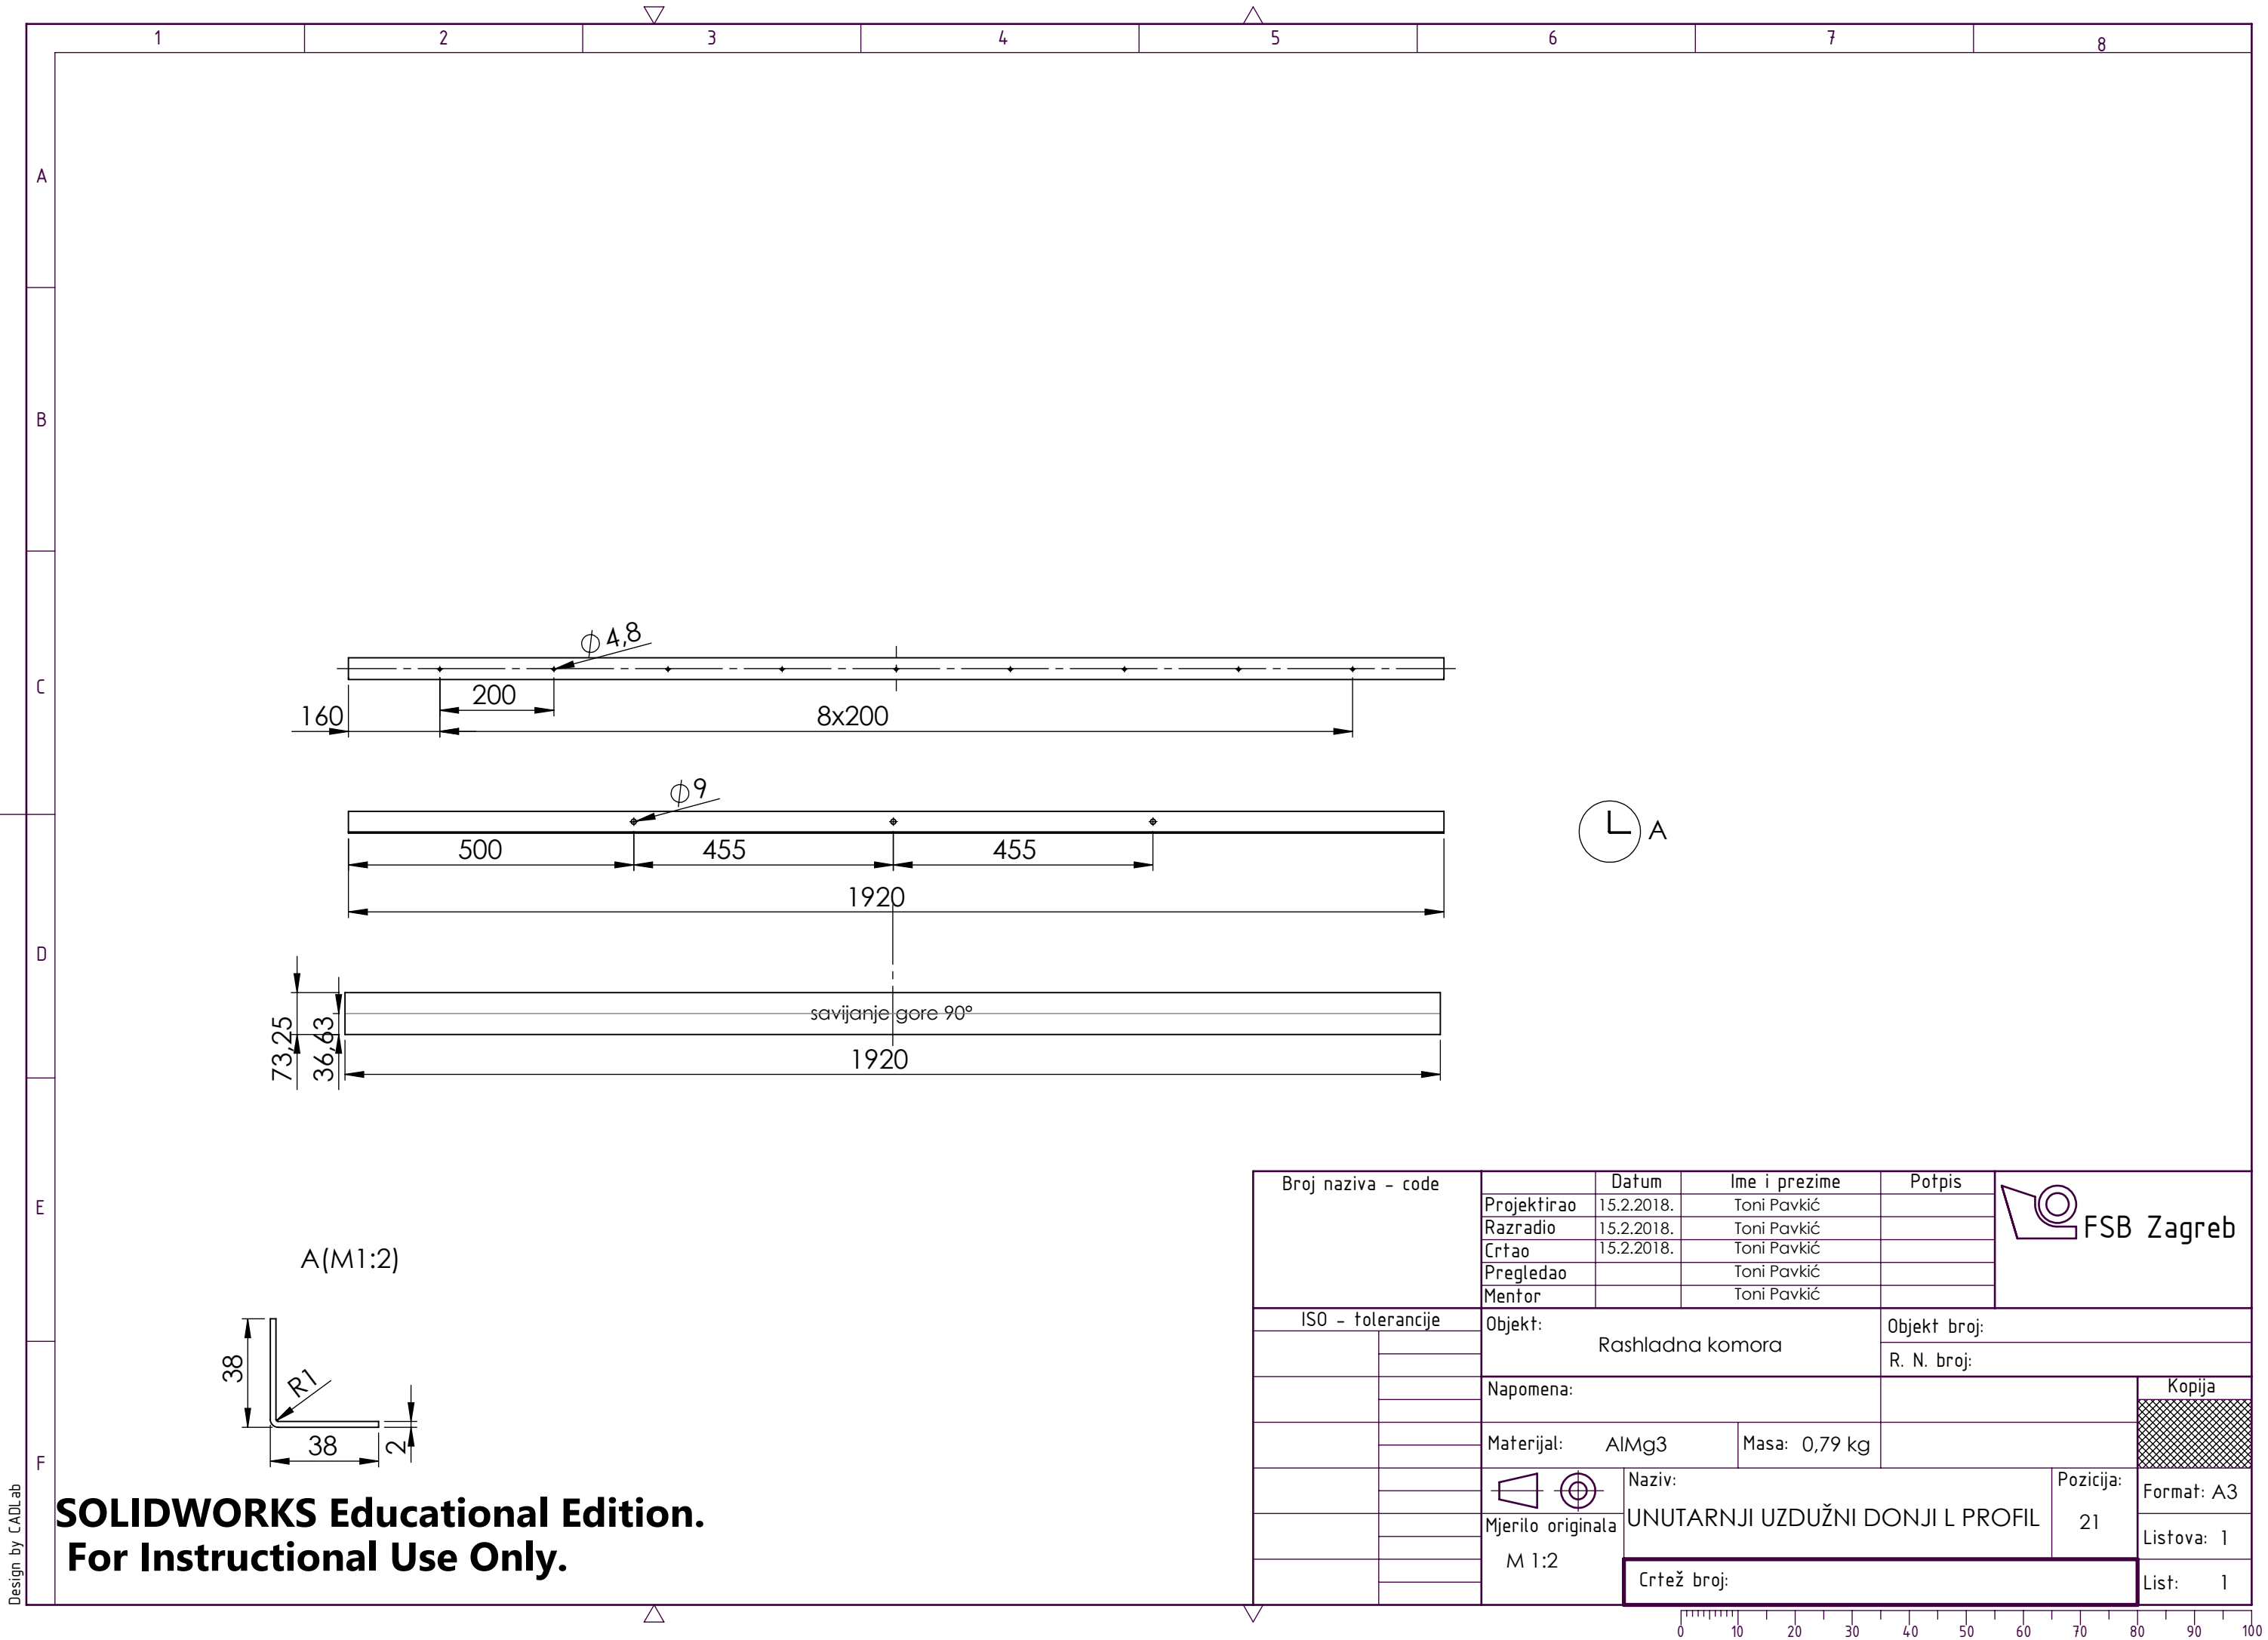 1 2 3 4 5 6 7 8
A
B
C
D
E
F
⌀ 4,8
200
160
8x200
⌀9
500
455
455
1920
A
savijanje gore 90°
73,25
36,63
1920
A(M1:2)
38
R1
38
2
SOLIDWORKS Educational Edition.
For Instructional Use Only.
Design by CADLab
Broj naziva - code
Datum Ime i prezime Potpis
Projektirao 15.2.2018. Toni Pavkić
Razradio 15.2.2018. Toni Pavkić
Crtao 15.2.2018. Toni Pavkić
Pregledao Toni Pavkić
Mentor Toni Pavkić
FSB Zagreb
ISO - tolerancije
Objekt:
Rashladna komora
Objekt broj:
R. N. broj:
Napomena:
Kopija
Materijal: AlMg3
Masa: 0,79 kg
Naziv:
UNUTARNJI UZDUŽNI DONJI L PROFIL
Pozicija:
21
Format: A3
Mjerilo originala
M 1:2
Listova: 1
Crtež broj:
List: 1
0 10 20 30 40 50 60 70 80 90 100